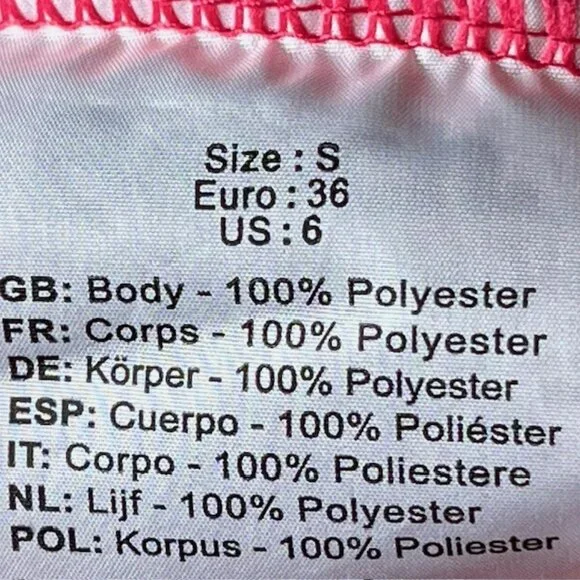 Size : S
Euro : 36
US : 6
GB: Body - 100% Polyester
FR: Corps - 100% Polyester
DE: Körper - 100% Polyester
ESP: Cuerpo - 100% Poliéster
IT: Corpo - 100% Poliestere
NL: Lijf - 100% Polyester
POL: Korpus - 100% Poliester